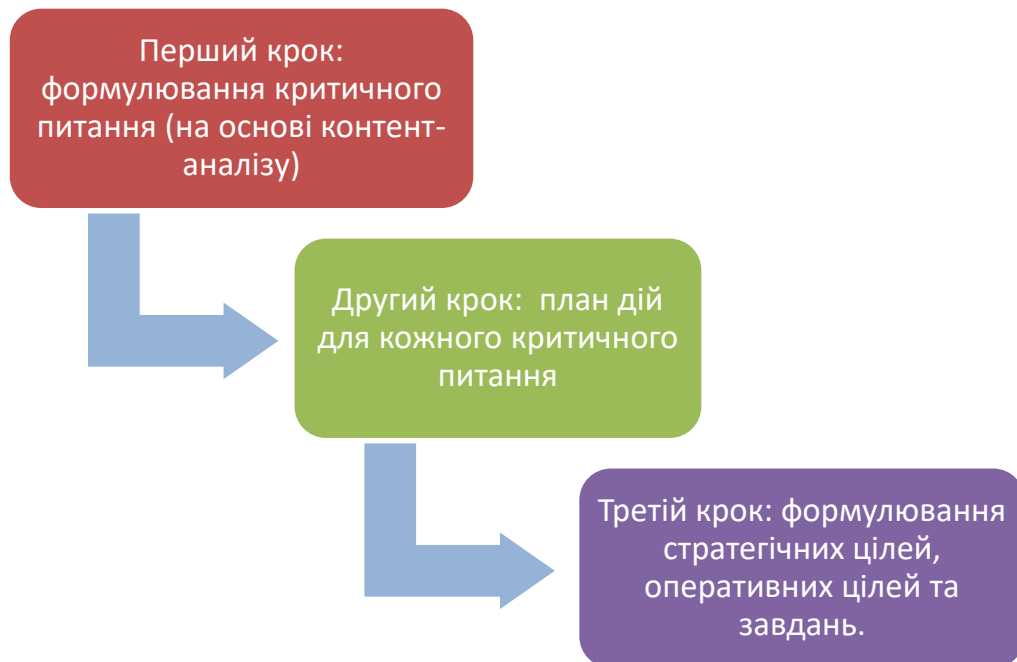 Перший крок:
формулювання критичного
питання (на основі контент-
аналізу)
Другий крок:  план дій
для кожного критичного
питання
Третій крок: формулювання
стратегічних цілей,
оперативних цілей та
завдань.